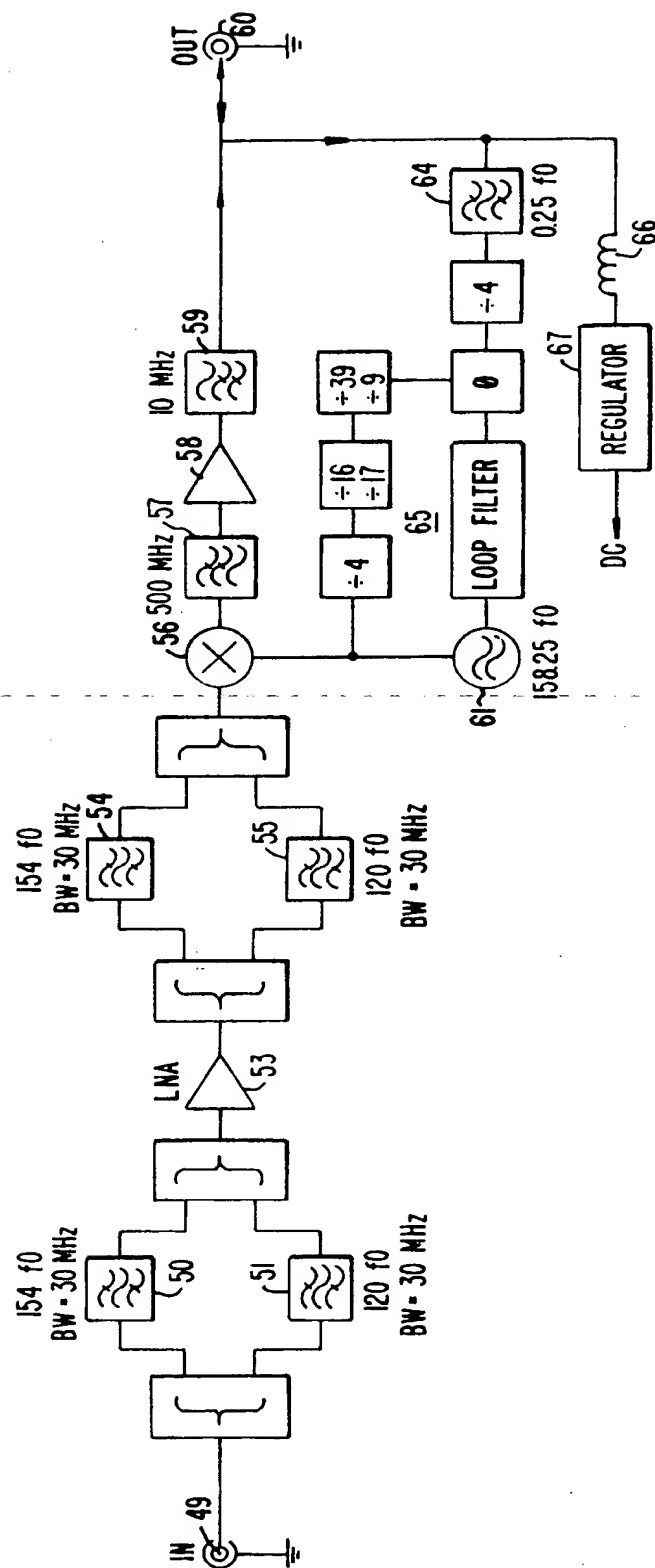 IN
49
154 f0
BW = 30 MHz
50
51
120 f0
BW = 30 MHz
LNA
53
154 f0
BW = 30 MHz
54
55
120 f0
BW = 30 MHz
56
500 MHz
57
58
10 MHz
59
OUT
60
÷4
÷16
÷17
÷39
÷9
65
61
158.25 f0
LOOP FILTER
Ø
÷4
64
0.25 f0
66
67
REGULATOR
DC